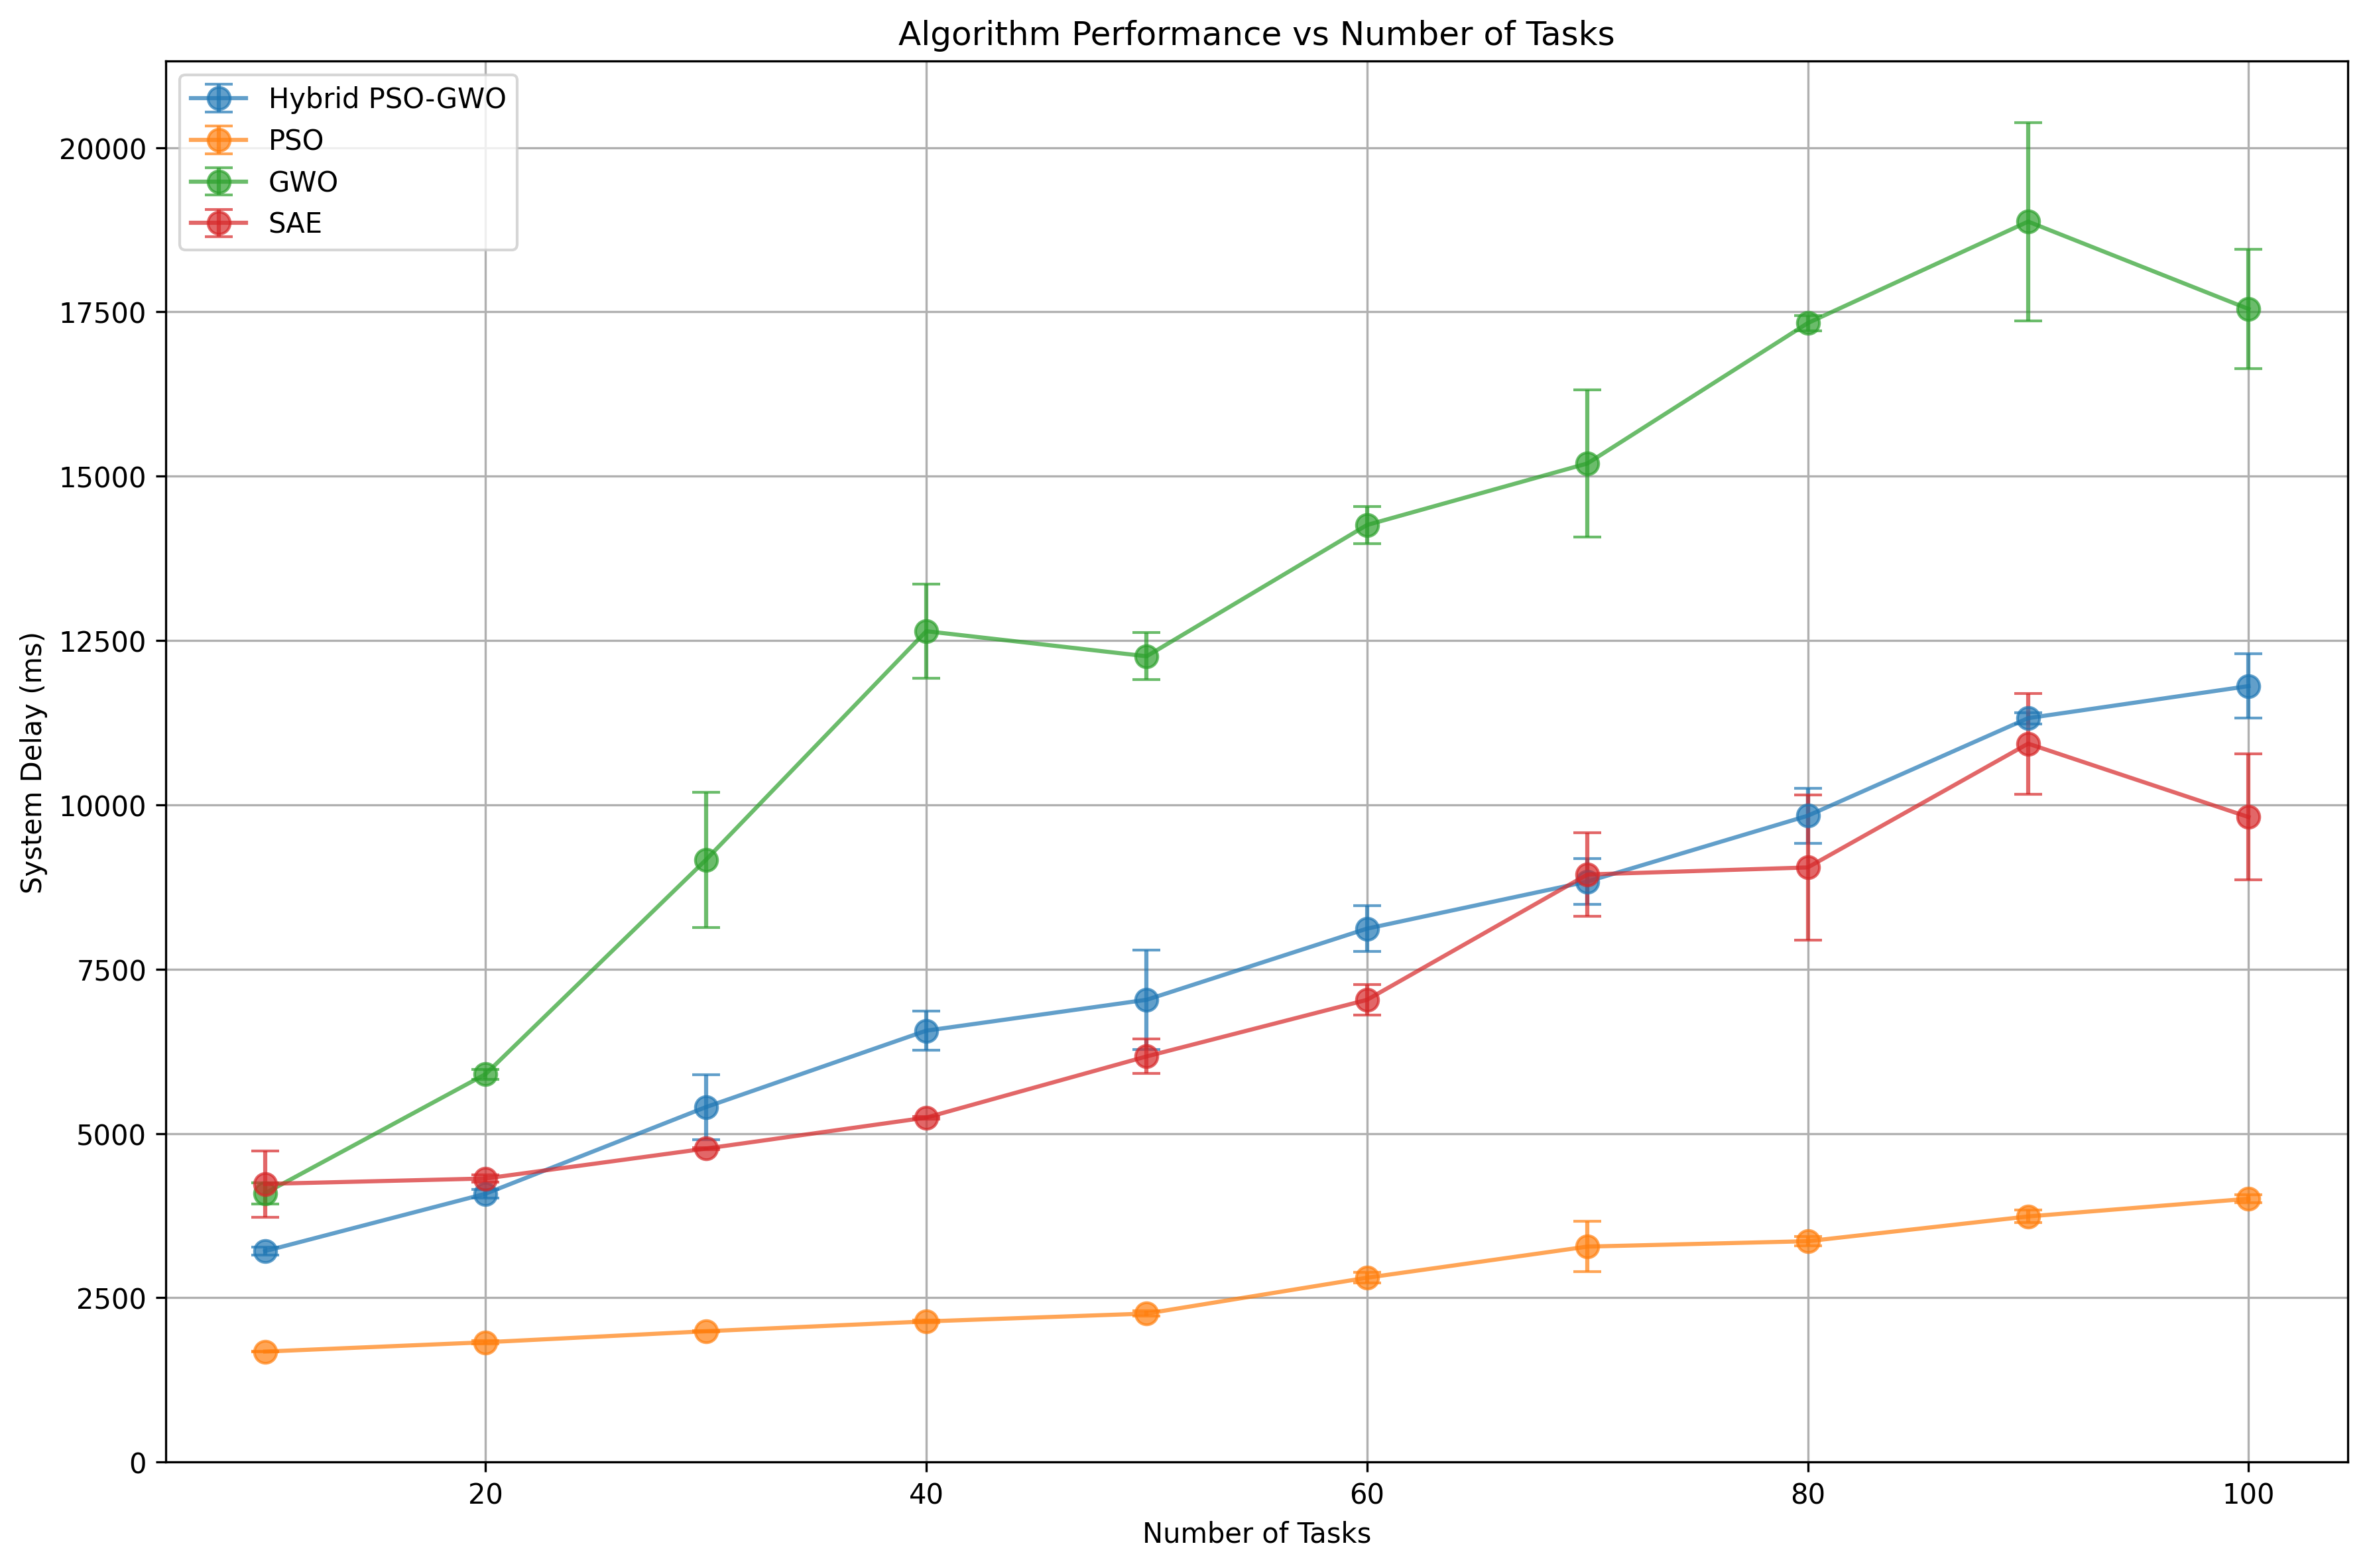 Algorithm Performance vs Number of Tasks
Hybrid PSO-GWO
PSO
GWO
SAE
20000
17500
15000
12500
10000
7500
5000
2500
0
System Delay (ms)
20 40 60 80 100
Number of Tasks